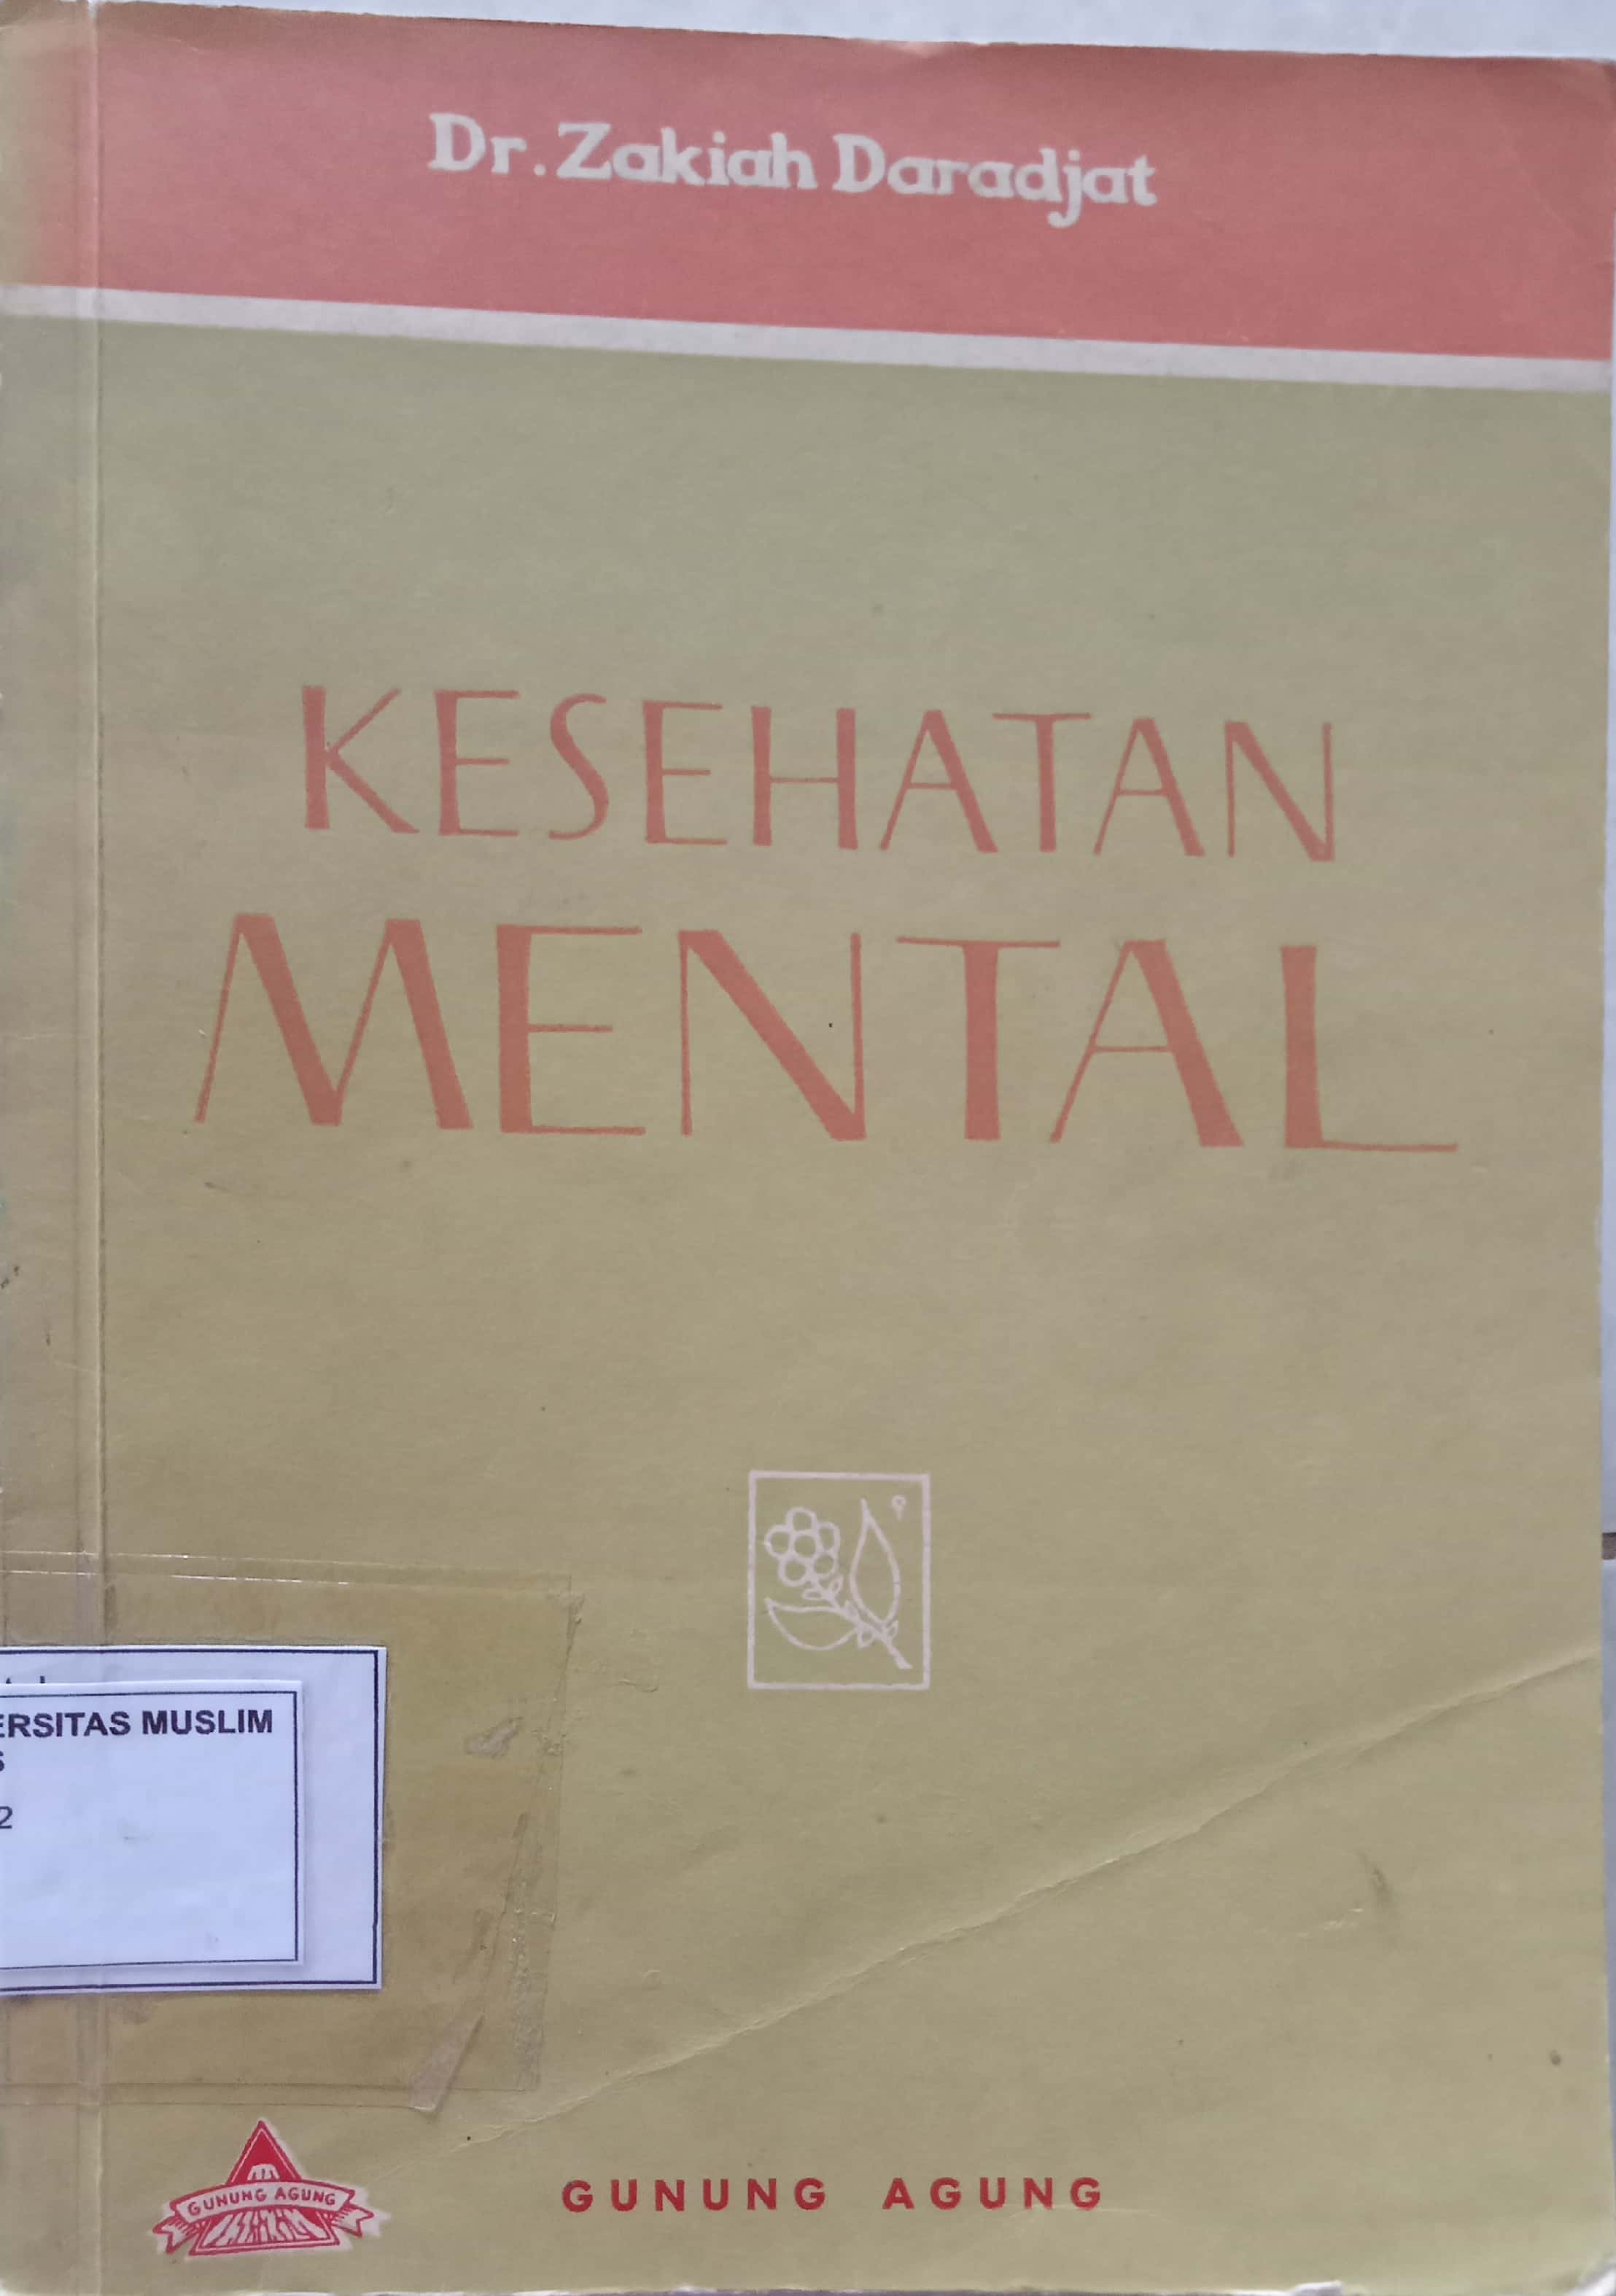 Dr. Zakiah Daradjat
KESEHATAN
MENTAL
ERSITAS MUSLIM
S
2
GUNUNG AGUNG
GUNUNG AGUNG